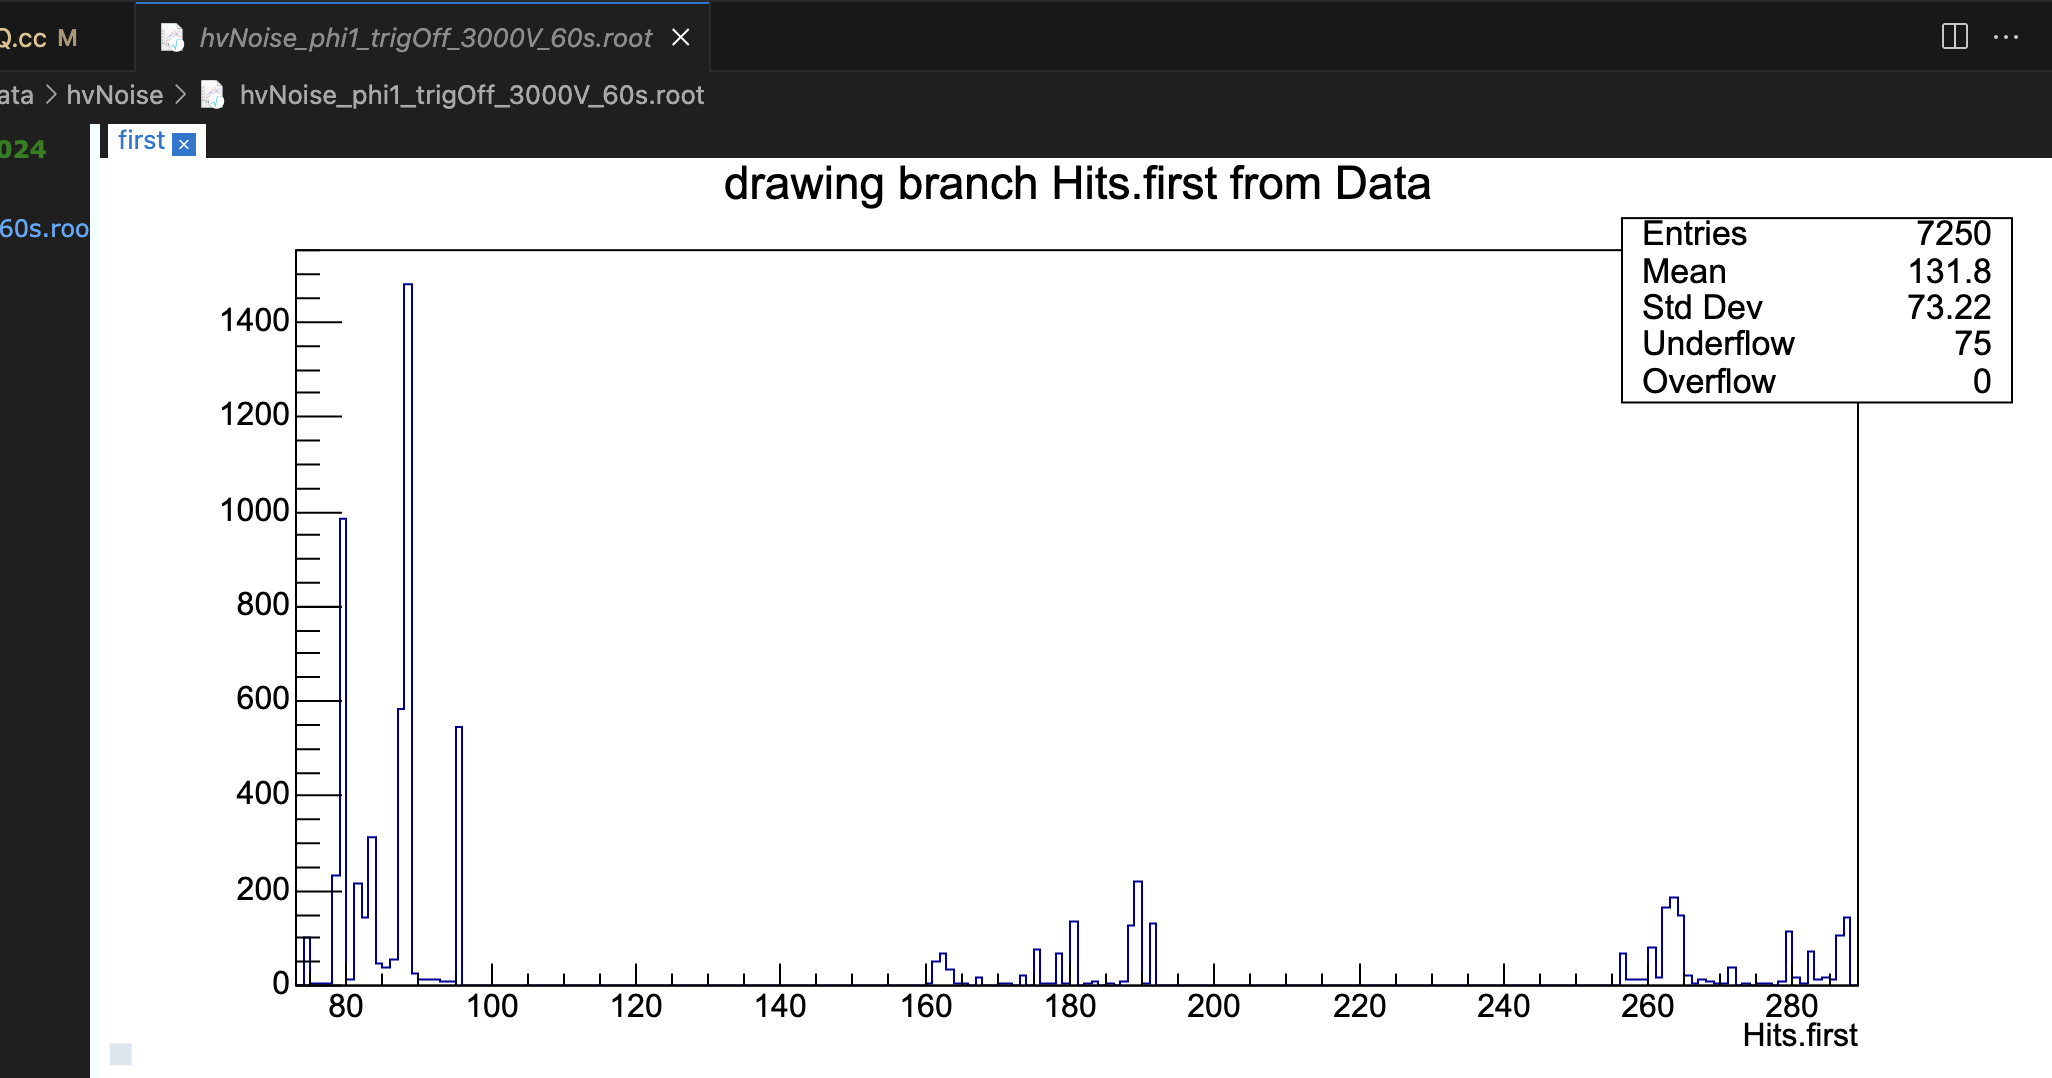 Q.cc M
hvNoise_phi1_trigOff_3000V_60s.root
ata > hvNoise > hvNoise_phi1_trigOff_3000V_60s.root
024
60s.roo
first
drawing branch Hits.first from Data
Entries 7250
Mean 131.8
Std Dev 73.22
Underflow 75
Overflow 0
1400
1200
1000
800
600
400
200
0
80 100 120 140 160 180 200 220 240 260 280
Hits.first